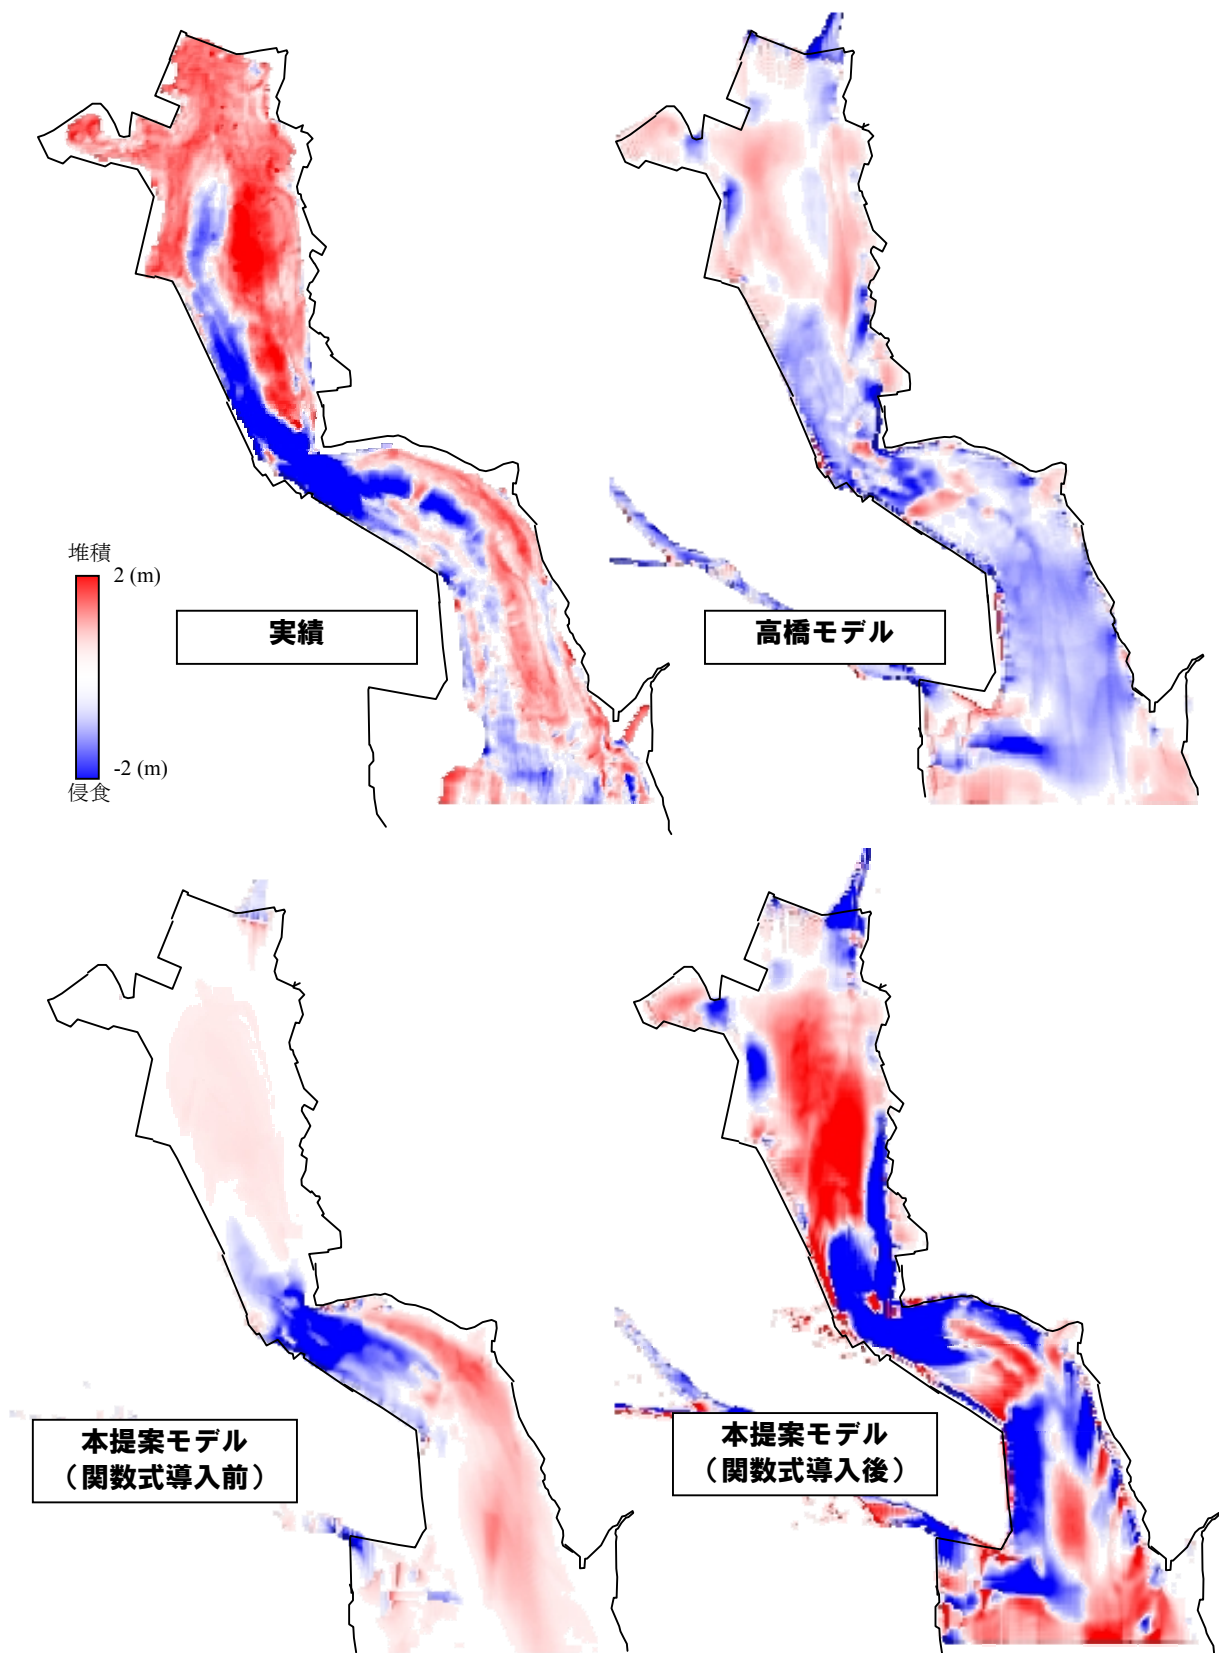 堆積
2 (m)
-2 (m)
侵食
実績
高橋モデル
本提案モデル
（関数式導入前）
本提案モデル
（関数式導入後）